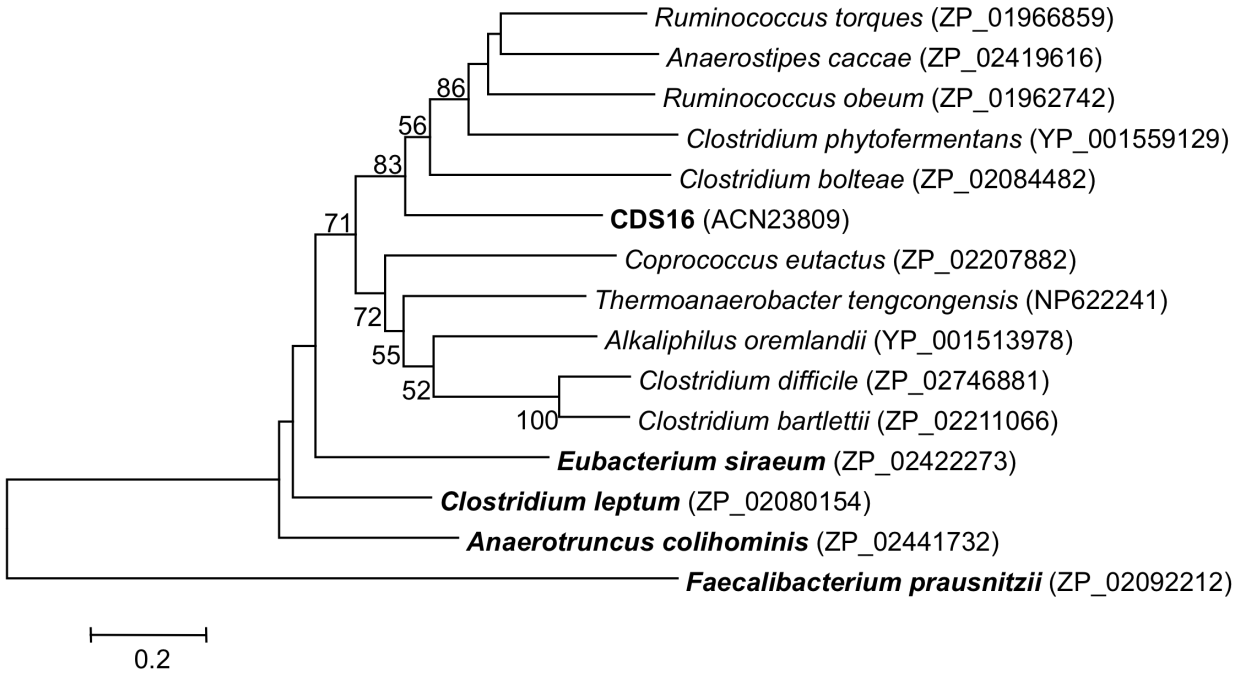 Ruminococcus torques (ZP_01966859)
Anaerostipes caccae (ZP_02419616)
Ruminococcus obeum (ZP_01962742)
86
Clostridium phytofermentans (YP_001559129)
56
Clostridium bolteae (ZP_02084482)
83
CDS16 (ACN23809)
71
Coprococcus eutactus (ZP_02207882)
Thermoanaerobacter tengcongensis (NP622241)
72
Alkaliphilus oremlandii (YP_001513978)
55
Clostridium difficile (ZP_02746881)
52
Clostridium bartlettii (ZP_02211066)
100
Eubacterium siraeum (ZP_02422273)
Clostridium leptum (ZP_02080154)
Anaerotruncus colihominis (ZP_02441732)
Faecalibacterium prausnitzii (ZP_02092212)
0.2